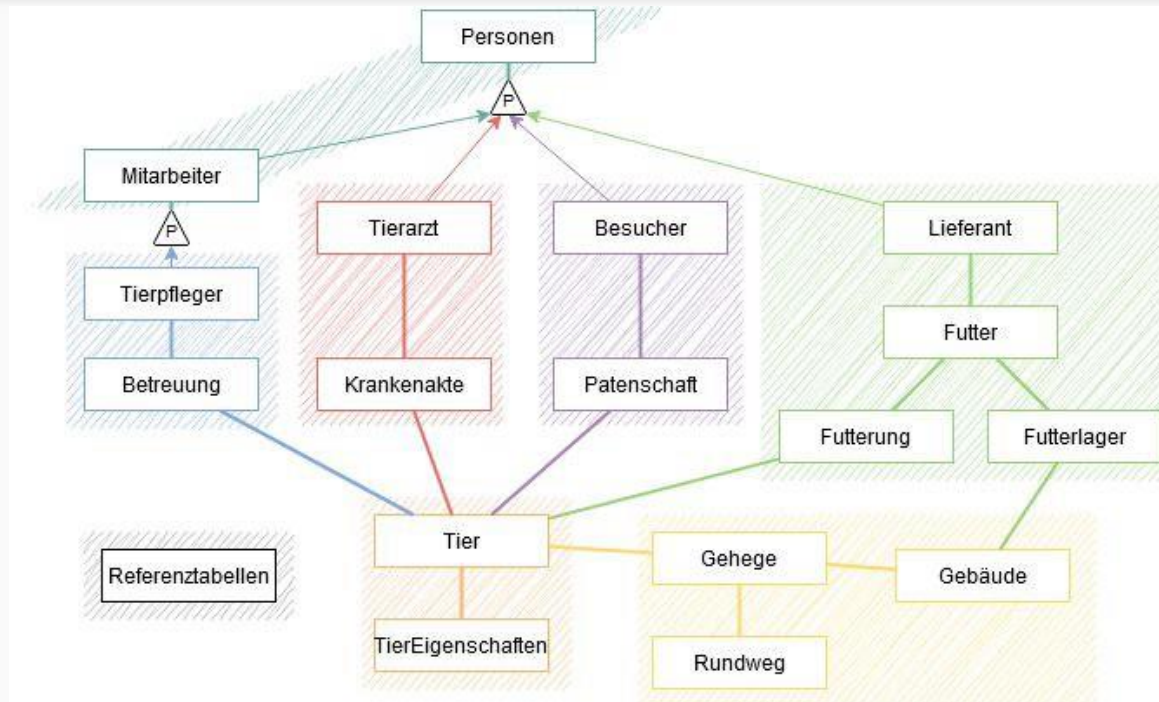 Personen
P
Mitarbeiter
P
Tierarzt
Besucher
Lieferant
Tierpfleger
Futter
Betreuung
Krankenakte
Patenschaft
Futterung
Futterlager
Tier
Gehege
Gebäude
Referenztabellen
TierEigenschaften
Rundweg